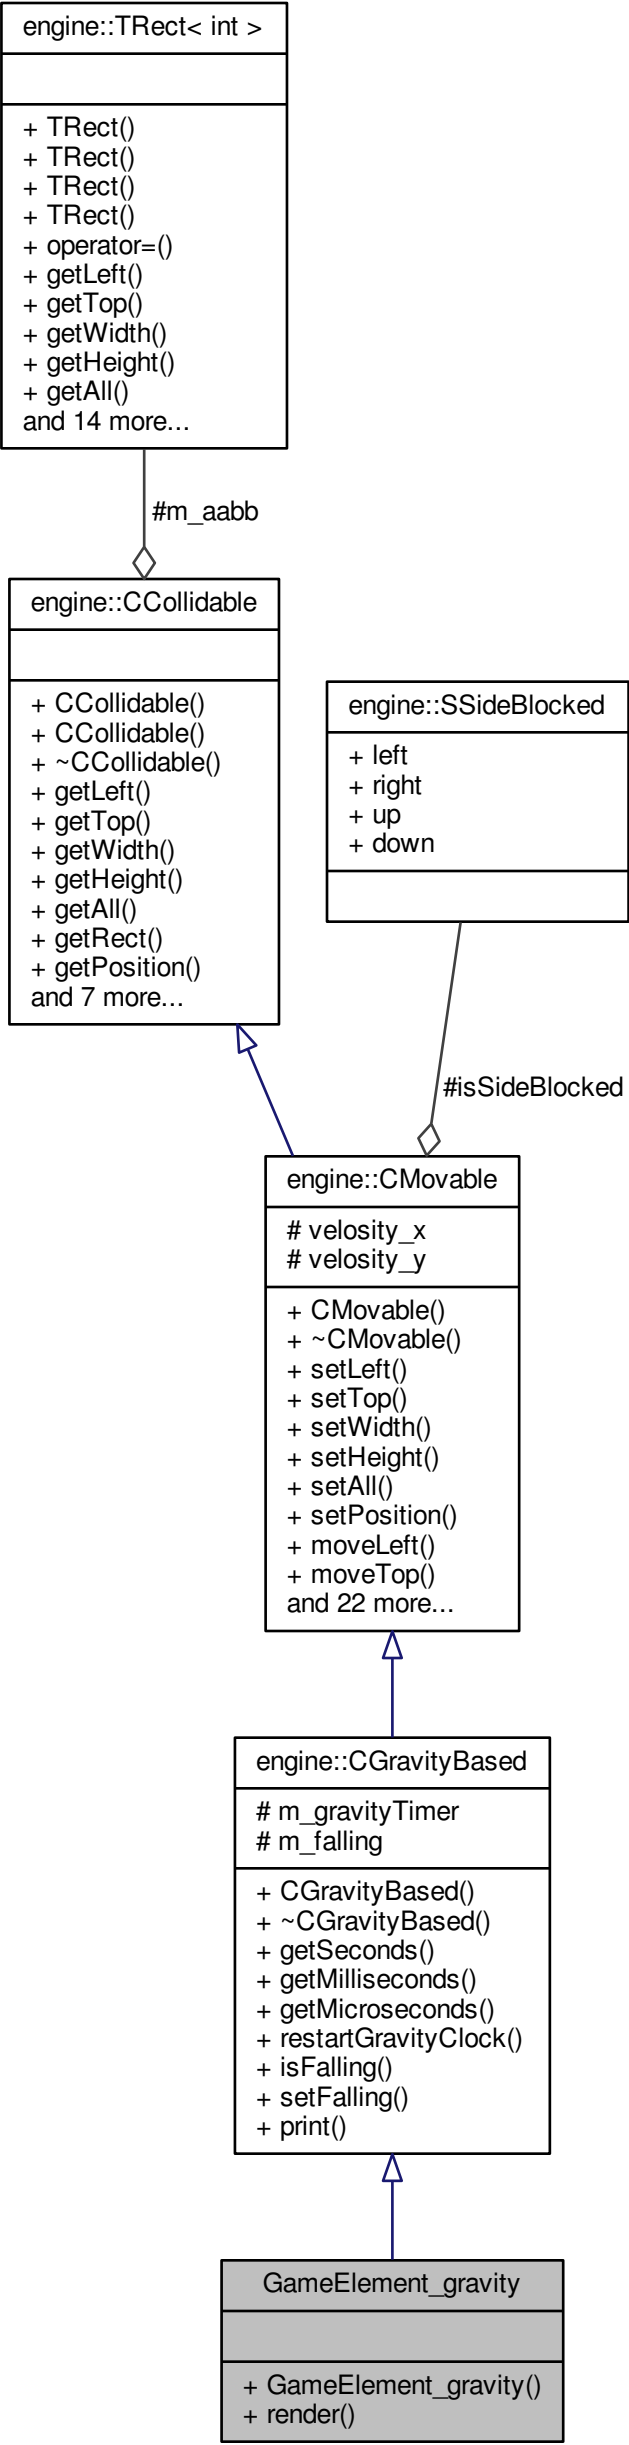 engine::TRect< int >
+ TRect()
+ TRect()
+ TRect()
+ TRect()
+ operator=()
+ getLeft()
+ getTop()
+ getWidth()
+ getHeight()
+ getAll()
and 14 more...
#m_aabb
engine::CCollidable
+ CCollidable()
+ CCollidable()
+ ~CCollidable()
+ getLeft()
+ getTop()
+ getWidth()
+ getHeight()
+ getAll()
+ getRect()
+ getPosition()
and 7 more...
engine::SSideBlocked
+ left
+ right
+ up
+ down
#isSideBlocked
engine::CMovable
# velosity_x
# velosity_y
+ CMovable()
+ ~CMovable()
+ setLeft()
+ setTop()
+ setWidth()
+ setHeight()
+ setAll()
+ setPosition()
+ moveLeft()
+ moveTop()
and 22 more...
engine::CGravityBased
# m_gravityTimer
# m_falling
+ CGravityBased()
+ ~CGravityBased()
+ getSeconds()
+ getMilliseconds()
+ getMicroseconds()
+ restartGravityClock()
+ isFalling()
+ setFalling()
+ print()
GameElement_gravity
+ GameElement_gravity()
+ render()